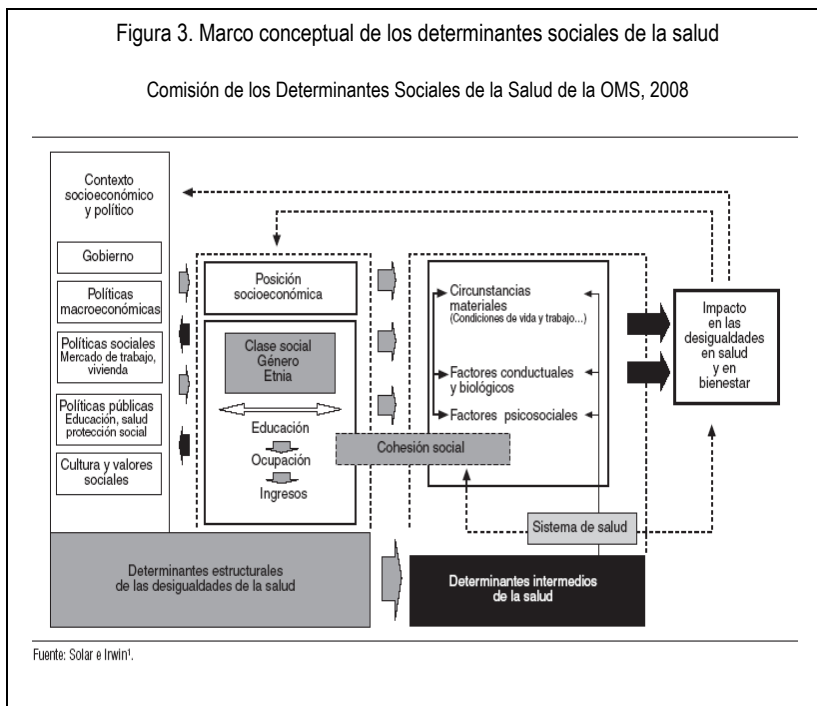 Figura 3. Marco conceptual de los determinantes sociales de la salud
Comisión de los Determinantes Sociales de la Salud de la OMS, 2008
Contexto
socioeconómico
y político
Gobierno
Políticas
macroeconómicas
Políticas sociales
Mercado de trabajo,
vivienda
Políticas públicas
Educación, salud
protección social
Cultura y valores
sociales
Posición
socioeconómica
Clase social
Género
Etnia
Educación
Ocupación
Ingresos
Cohesión social
Circunstancias
materiales
(Condiciones de vida y trabajo...)
Factores conductuales
y biológicos
Factores psicosociales
Sistema de salud
Impacto
en las
desigualdades
en salud
y en
bienestar
Determinantes estructurales
de las desigualdades de la salud
Determinantes intermedios
de la salud
Fuente: Solar e Irwin¹.